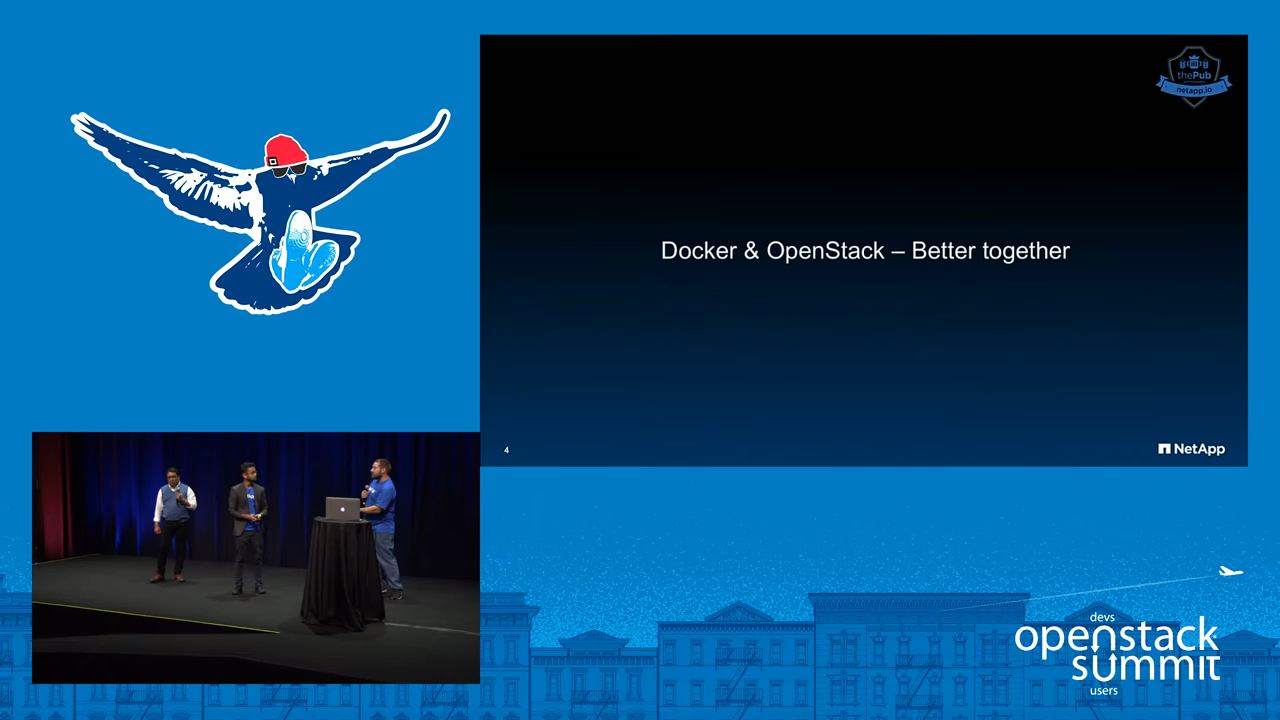 thePub
netapp.io
Docker & OpenStack – Better together
4
NetApp
devs
openstack
summit
users